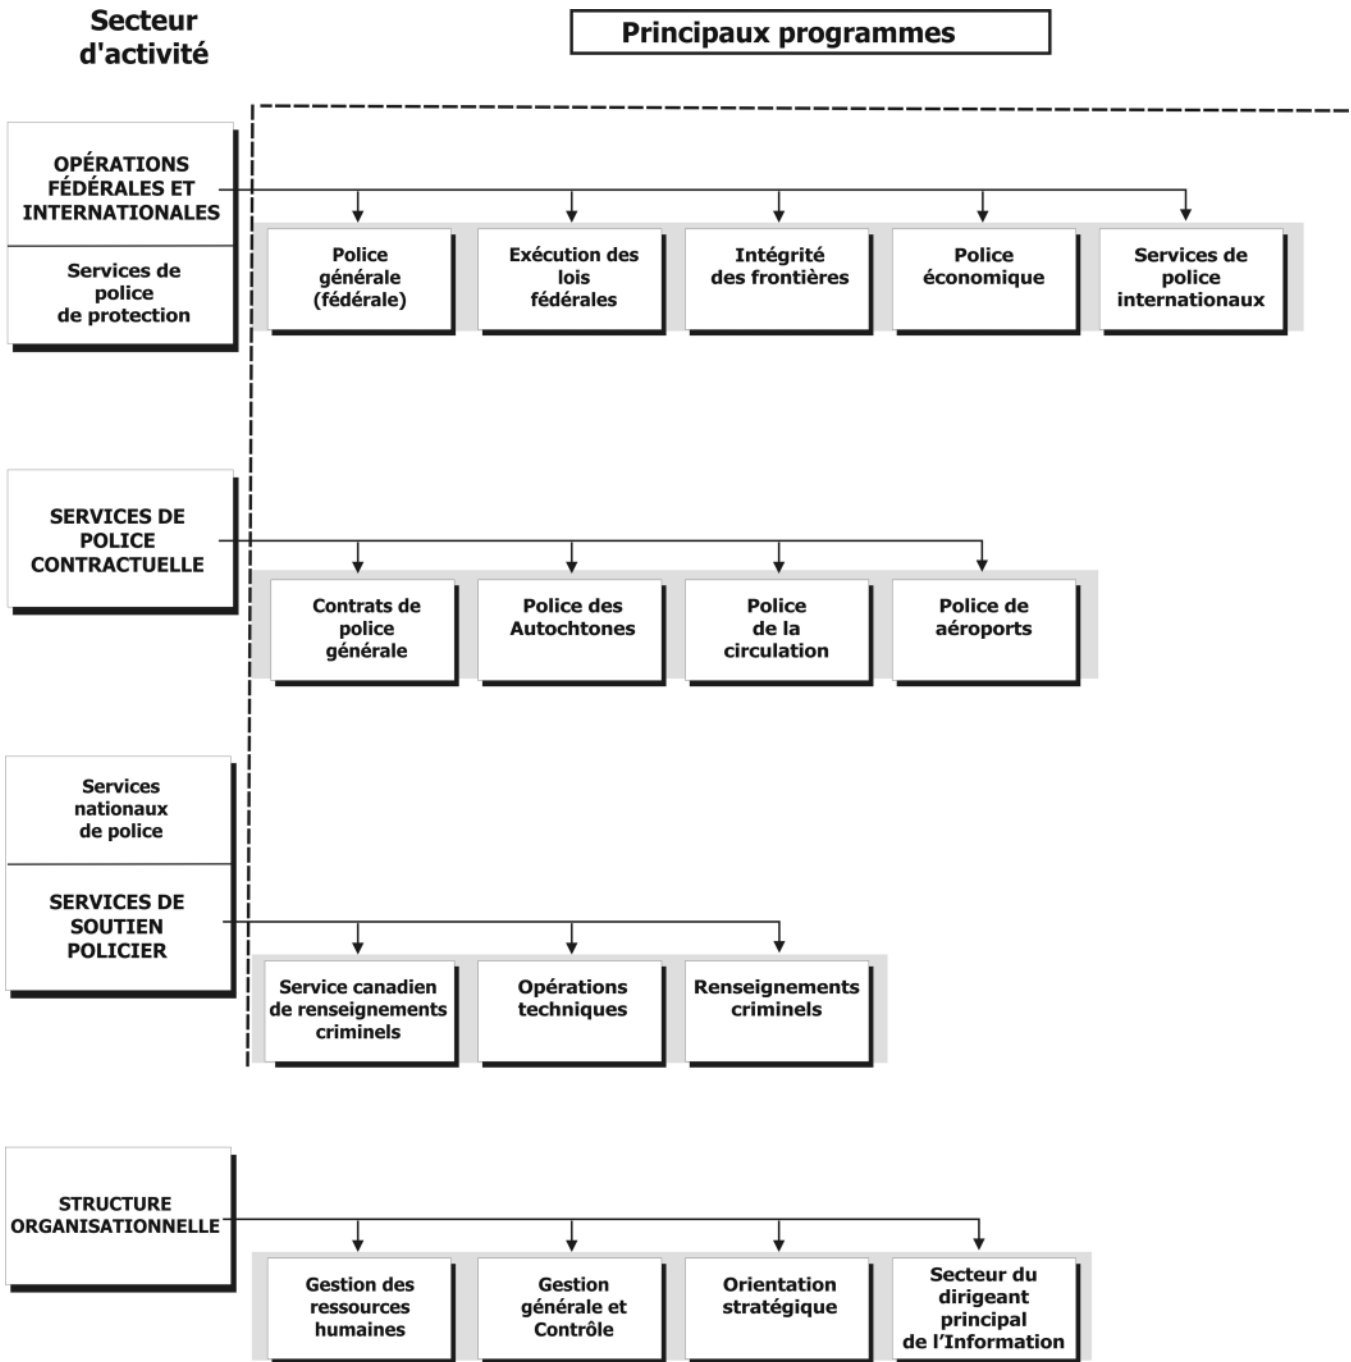 Secteur
d'activité
Principaux programmes
OPÉRATIONS
FÉDÉRALES ET
INTERNATIONALES
Services de
police
de protection
Police
générale
(fédérale)
Exécution des
lois
fédérales
Intégrité
des frontières
Police
économique
Services de
police
internationaux
SERVICES DE
POLICE
CONTRACTUELLE
Contrats de
police
générale
Police des
Autochtones
Police
de la
circulation
Police de
aéroports
Services
nationaux
de police
SERVICES DE
SOUTIEN
POLICIER
Service canadien
de renseignements
criminels
Opérations
techniques
Renseignements
criminels
STRUCTURE
ORGANISATIONNELLE
Gestion des
ressources
humaines
Gestion
générale et
Contrôle
Orientation
stratégique
Secteur du
dirigeant
principal
de l'Information